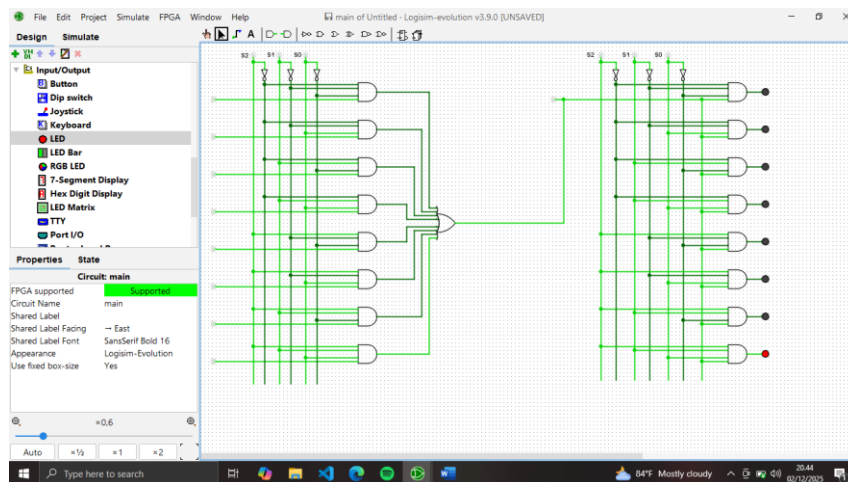 File Edit Project Simulate FPGA Window Help main of Untitled - Logisim-evolution v3.9.0 [UNSAVED]
Design Simulate
A
Input/Output
Button
Dip switch
Joystick
Keyboard
LED
LED Bar
RGB LED
7-Segment Display
Hex Digit Display
LED Matrix
TTY
Port I/O
Properties State
Circuit: main
FPGA supported Supported
Circuit Name main
Shared Label
Shared Label Facing → East
Shared Label Font SansSerif Bold 16
Appearance Logisim-Evolution
Use fixed box-size Yes
×0.6
Auto ×½ ×1 ×2
S2 S1 S0 S2 S1 S0
Type here to search
84°F Mostly cloudy
20.44
02/12/2025